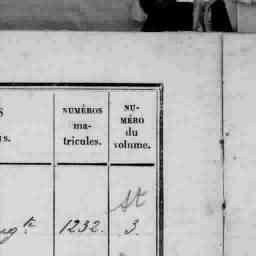 NUMÉROS
ma-
tricules.
NU-
MÉRO
du
volume.
St
1232. 3.